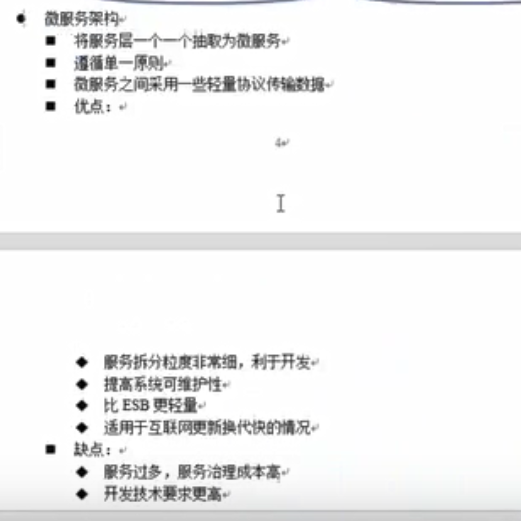 微服务架构
将服务层一个一个抽取为微服务
遵循单一原则
微服务之间采用一些轻量协议传输数据
优点：
4
服务拆分粒度非常细，利于开发
提高系统可维护性
比 ESB 更轻量
适用于互联网更新换代快的情况
缺点：
服务过多，服务治理成本高
开发技术要求更高